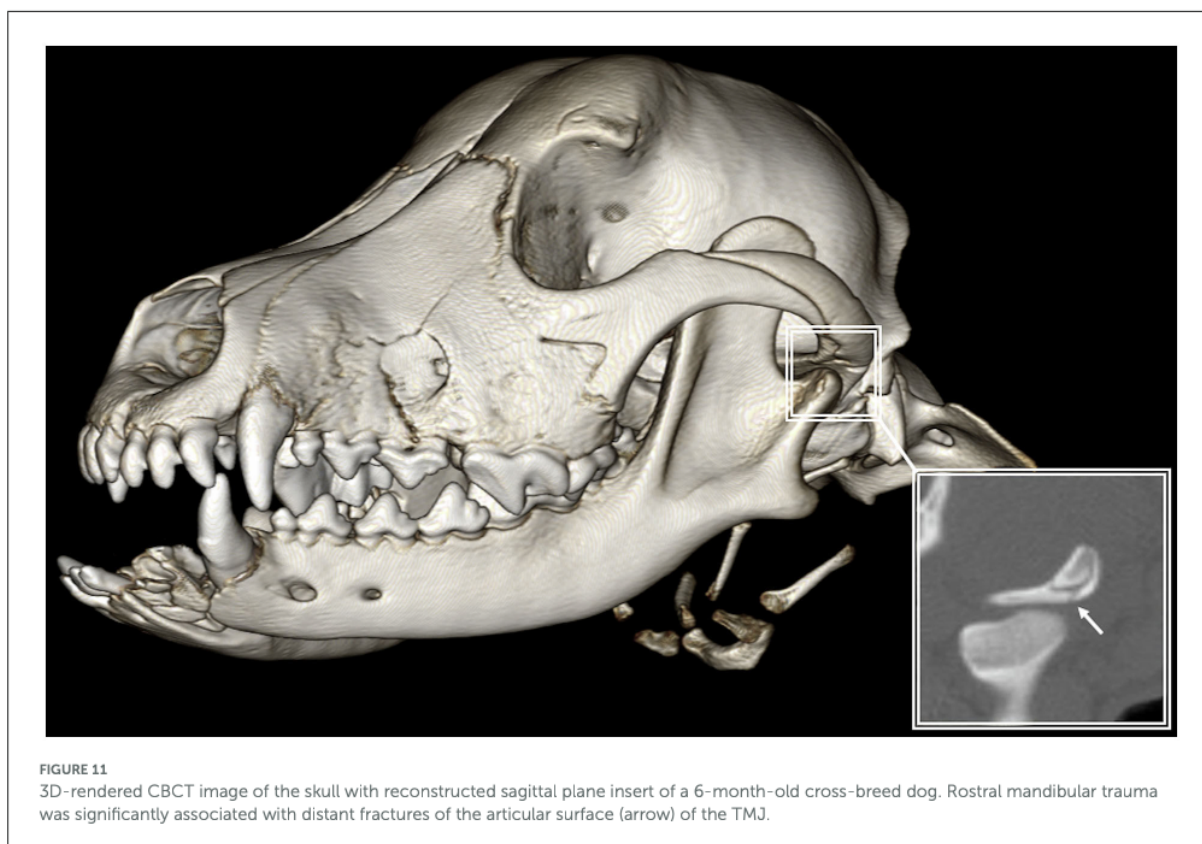 FIGURE 11
3D-rendered CBCT image of the skull with reconstructed sagittal plane insert of a 6-month-old cross-breed dog. Rostral mandibular trauma
was significantly associated with distant fractures of the articular surface (arrow) of the TMJ.